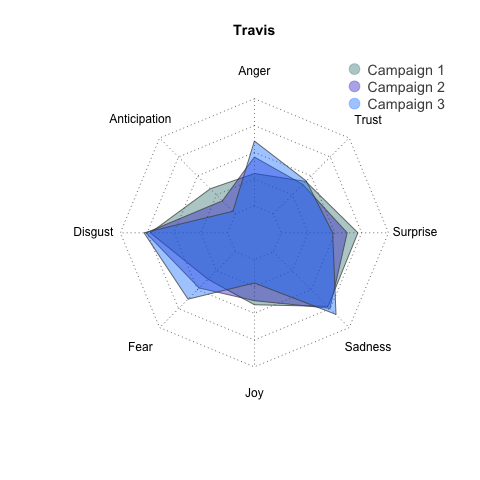 Travis
Anger
Campaign 1
Campaign 2
Campaign 3
Anticipation
Trust
Disgust
Surprise
Fear
Sadness
Joy